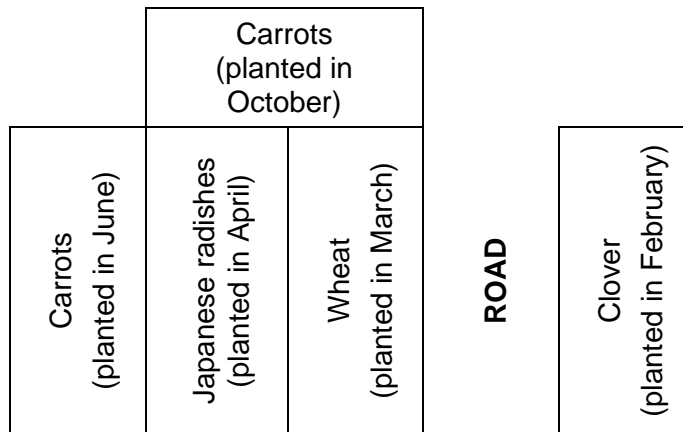 Carrots
(planted in
October)
Carrots
(planted in June)
Japanese radishes
(planted in April)
Wheat
(planted in March)
ROAD
Clover
(planted in February)